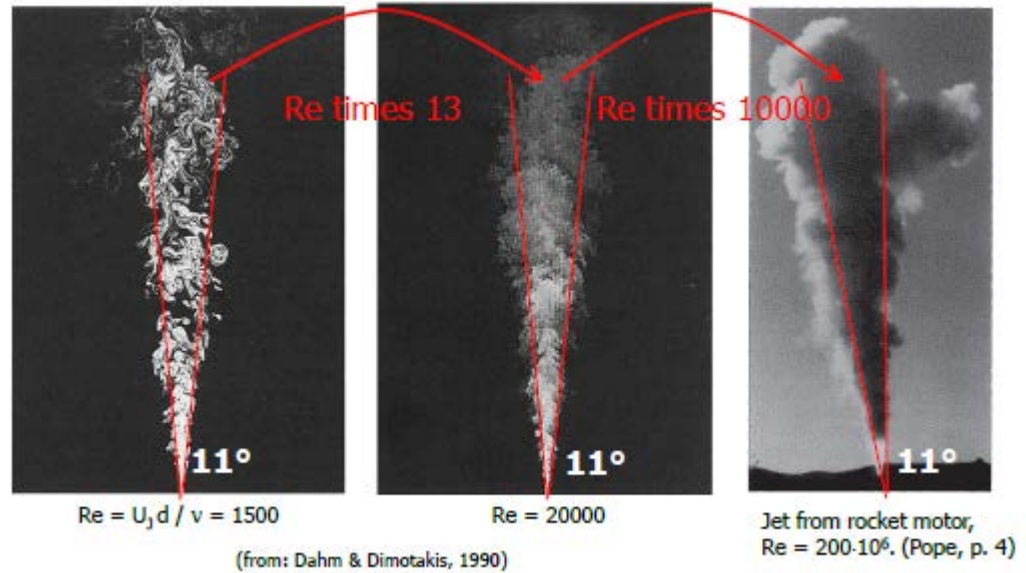 Re times 13
Re times 10000
11°
11°
11°
Re = U_J d / ν = 1500
Re = 20000
Jet from rocket motor,
Re = 200·10⁶. (Pope, p. 4)
(from: Dahm & Dimotakis, 1990)